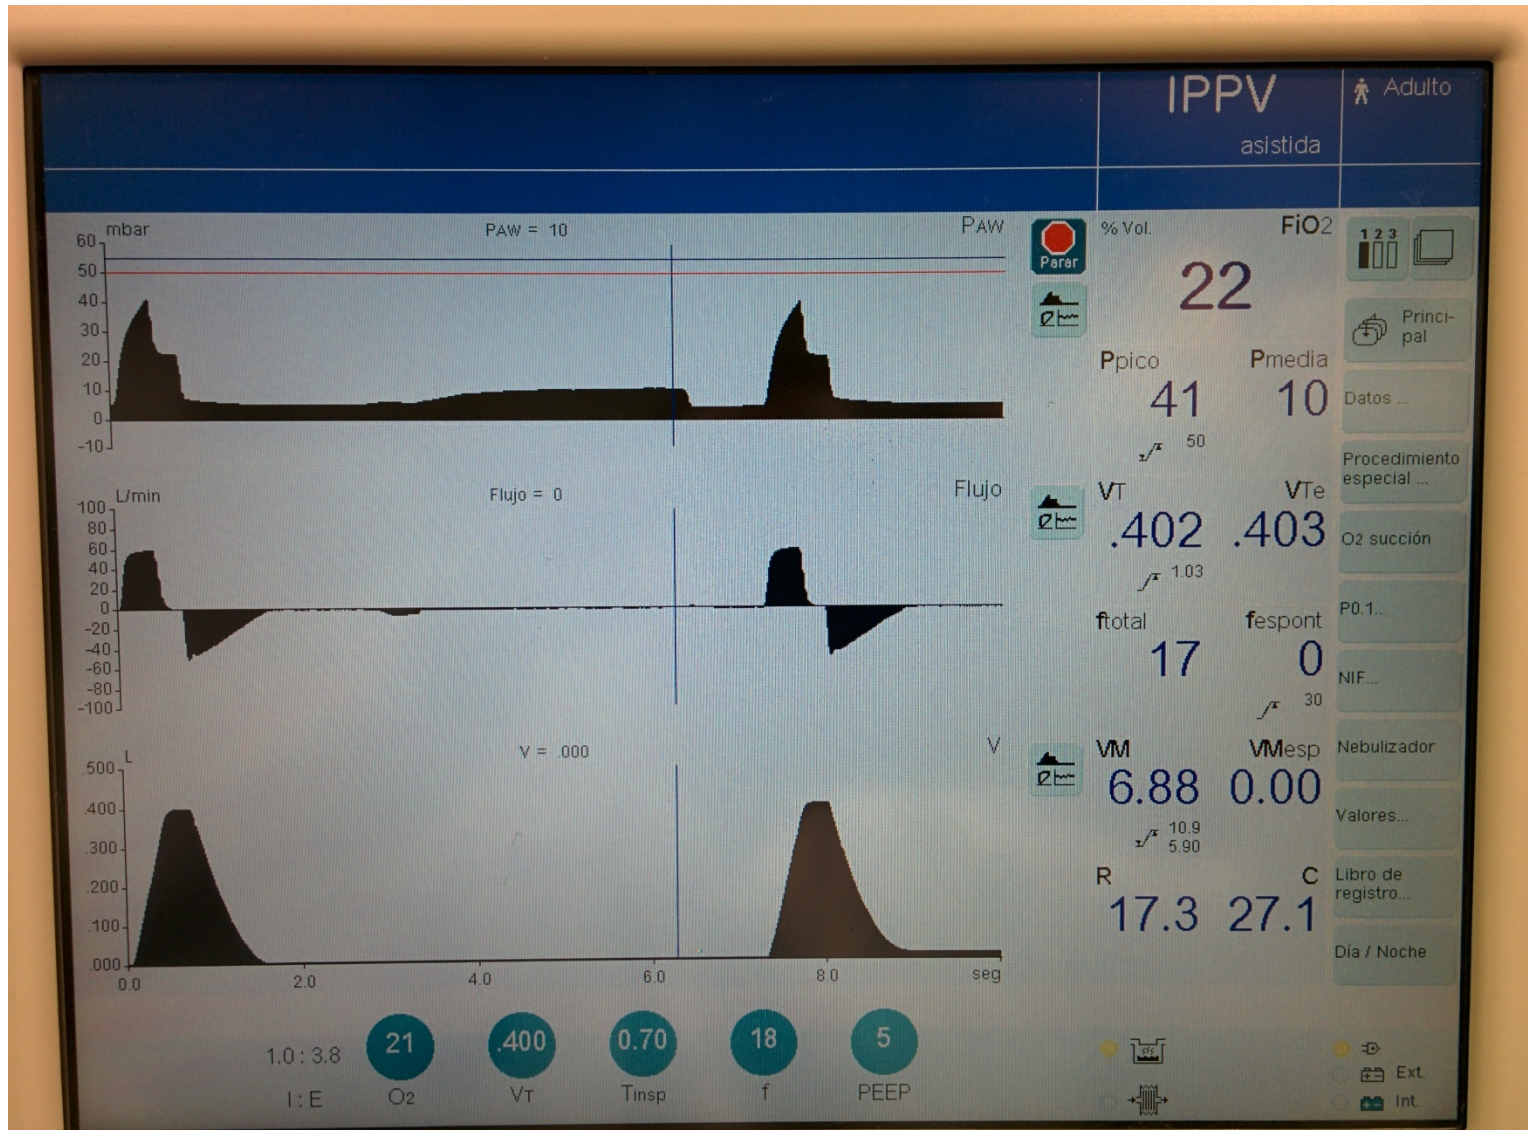 IPPV
asistida
Adulto
mbar
PAW = 10
PAW
60
50
40
30
20
10
0
-10
Parar
% Vol.
FiO2
22
1 2 3
Princi-
pal
Ppico
Pmedia
41
10
50
Datos ...
Procedimiento
especial ...
L/min
Flujo = 0
Flujo
100
80
60
40
20
0
-20
-40
-60
-80
-100
VT
VTe
.402
.403
1.03
O2 succión
ftotal
fespont
17
0
30
P0.1...
NIF...
L
V = .000
V
.500
.400
.300
.200
.100
.000
0.0
2.0
4.0
6.0
8.0
seg
VM
VMesp
6.88
0.00
10.9
5.90
Nebulizador
Valores...
R
C
17.3
27.1
Libro de
registro...
Día / Noche
1.0 : 3.8
21
.400
0.70
18
5
I : E
O2
VT
Tinsp
f
PEEP
Ext.
Int.